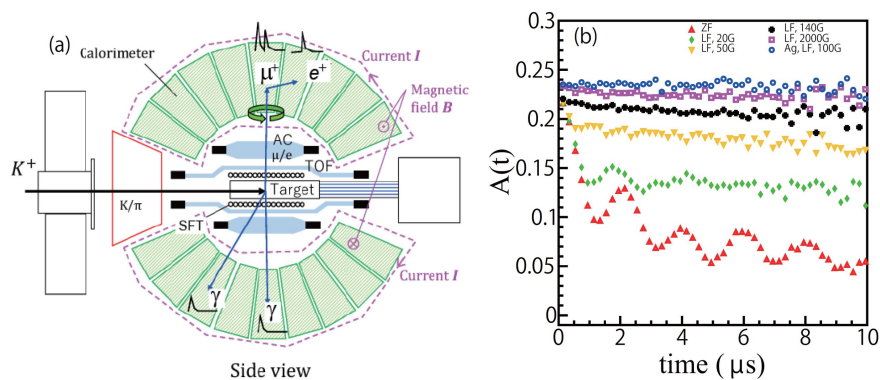 (a)
Calorimeter
μ+
e+
Current I
Magnetic
field B
AC
μ/e
TOF
K+
K/π
Target
SFT
Current I
γ
γ
Side view
(b)
ZF
LF, 20G
LF, 50G
LF, 140G
LF, 2000G
Ag, LF, 100G
A(t)
0.3
0.25
0.2
0.15
0.1
0.05
0
0 2 4 6 8 10
time ( μs)